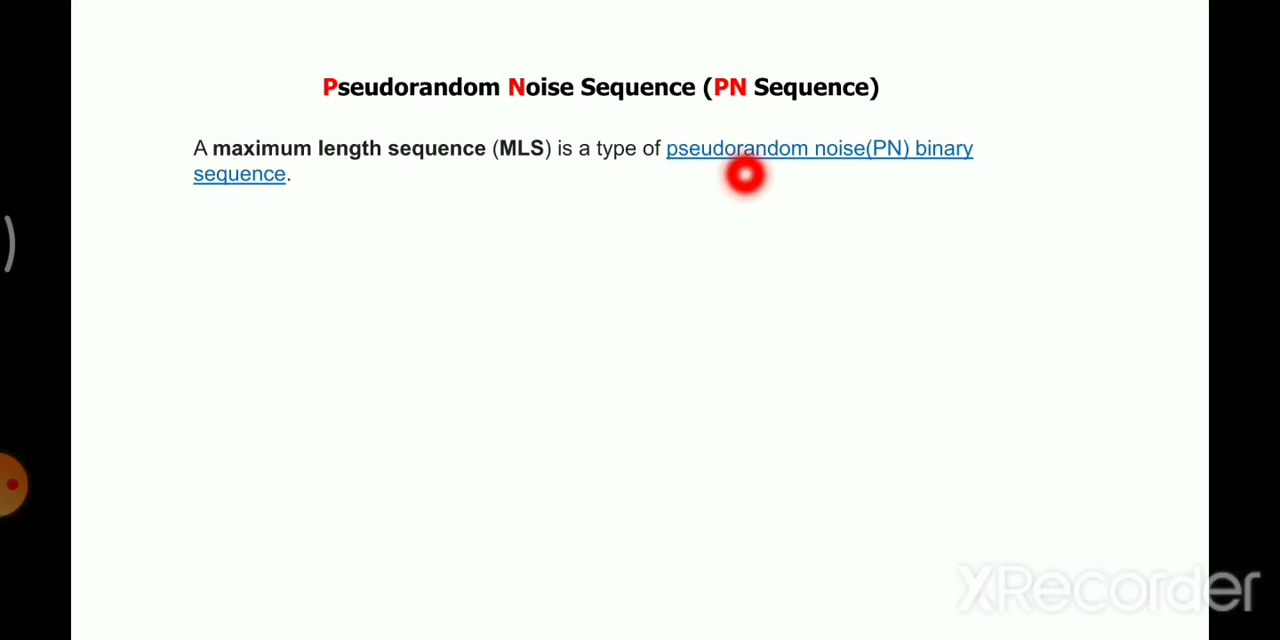 Pseudorandom Noise Sequence (PN Sequence)
A maximum length sequence (MLS) is a type of pseudorandom noise(PN) binary
sequence.
XRecorder